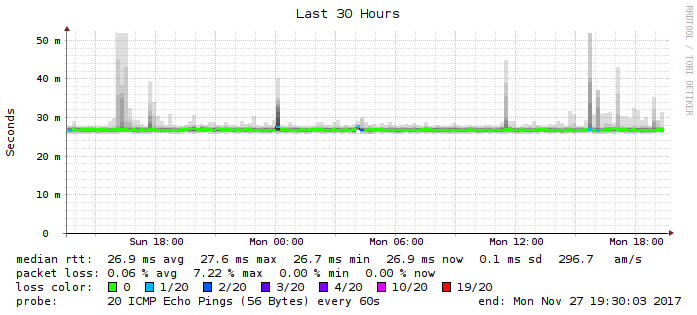 Last 30 Hours
RRDTOOL / TOBI OETIKER
Seconds
50 m
40 m
30 m
20 m
10 m
0
Sun 18:00 Mon 00:00 Mon 06:00 Mon 12:00 Mon 18:00
median rtt: 26.9 ms avg 27.6 ms max 26.7 ms min 26.9 ms now 0.1 ms sd 296.7 am/s
packet loss: 0.06 % avg 7.22 % max 0.00 % min 0.00 % now
loss color: 0 1/20 2/20 3/20 4/20 10/20 19/20
probe: 20 ICMP Echo Pings (56 Bytes) every 60s end: Mon Nov 27 19:30:03 2017